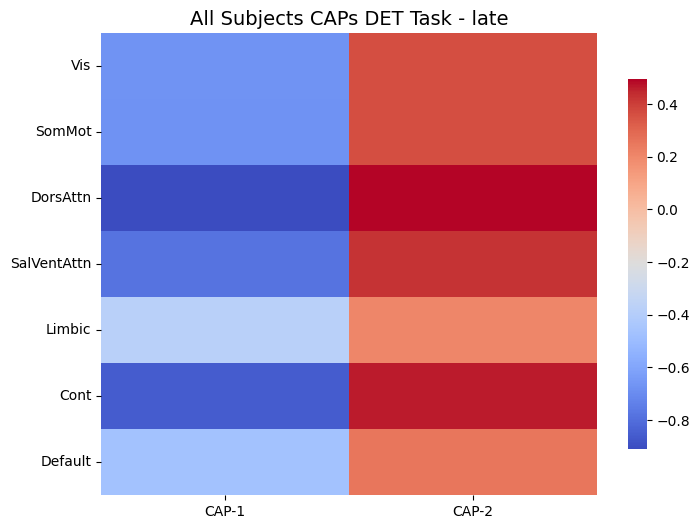 All Subjects CAPs DET Task - late
Vis
SomMot
DorsAttn
SalVentAttn
Limbic
Cont
Default
CAP-1
CAP-2
0.4
0.2
0.0
−0.2
−0.4
−0.6
−0.8